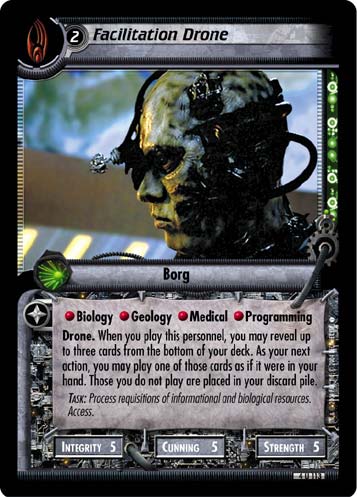 2 Facilitation Drone
Borg
Biology Geology Medical Programming
Drone. When you play this personnel, you may reveal up
to three cards from the bottom of your deck. As your next
action, you may play one of those cards as if it were in your
hand. Those you do not play are placed in your discard pile.
TASK: Process requisitions of informational and biological resources.
Access.
INTEGRITY 5 CUNNING 5 STRENGTH 5
4 U 113